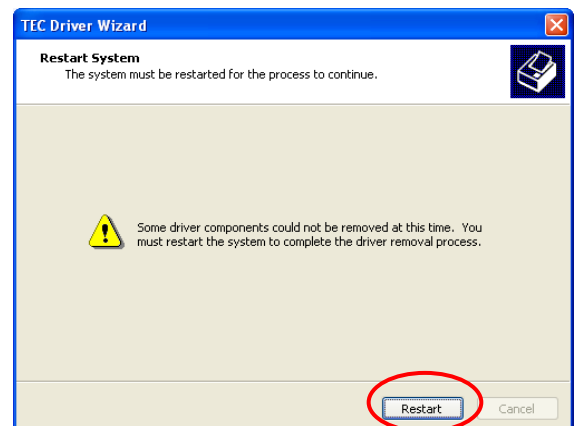 TEC Driver Wizard
Restart System
The system must be restarted for the process to continue.
Some driver components could not be removed at this time. You
must restart the system to complete the driver removal process.
Restart
Cancel